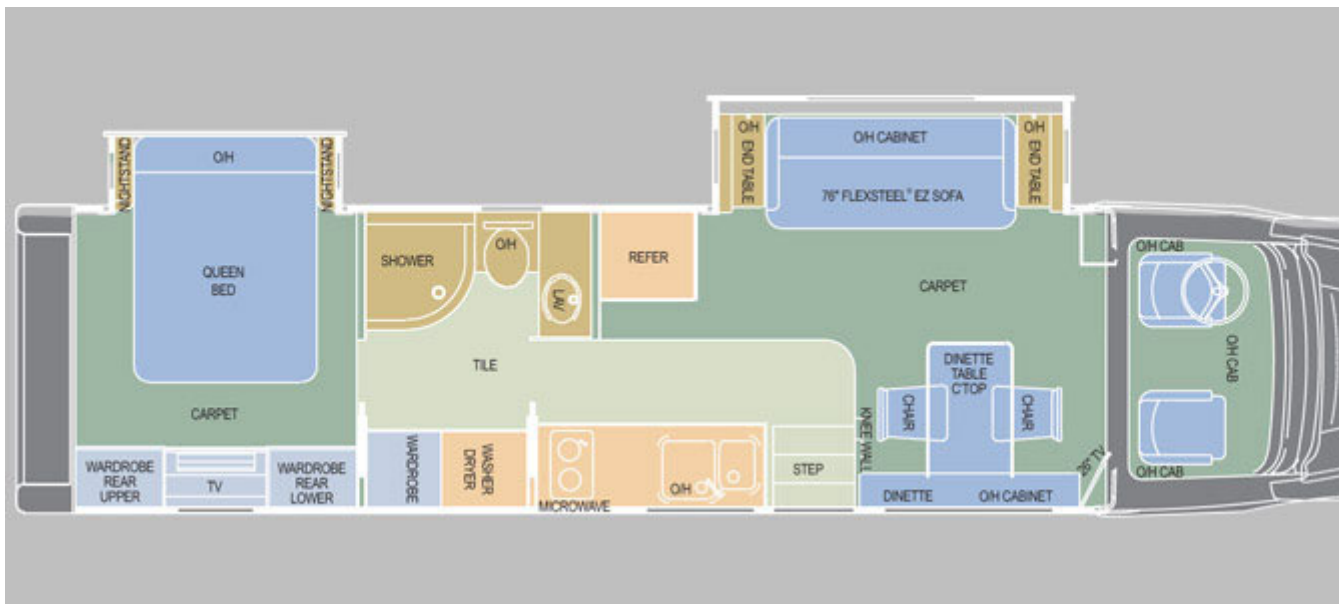 NIGHTSTAND
O/H
NIGHTSTAND
QUEEN
BED
CARPET
WARDROBE
REAR
UPPER
TV
WARDROBE
REAR
LOWER
SHOWER
O/H
LAV
TILE
WARDROBE
WASHER
DRYER
MICROWAVE
O/H
STEP
REFER
O/H
END TABLE
O/H CABINET
76" FLEXSTEEL® EZ SOFA
O/H
END TABLE
CARPET
DINETTE
TABLE
C'TOP
CHAIR
CHAIR
KNEE WALL
DINETTE
O/H CABINET
26" TV
O/H CAB
O/H CAB
O/H CAB